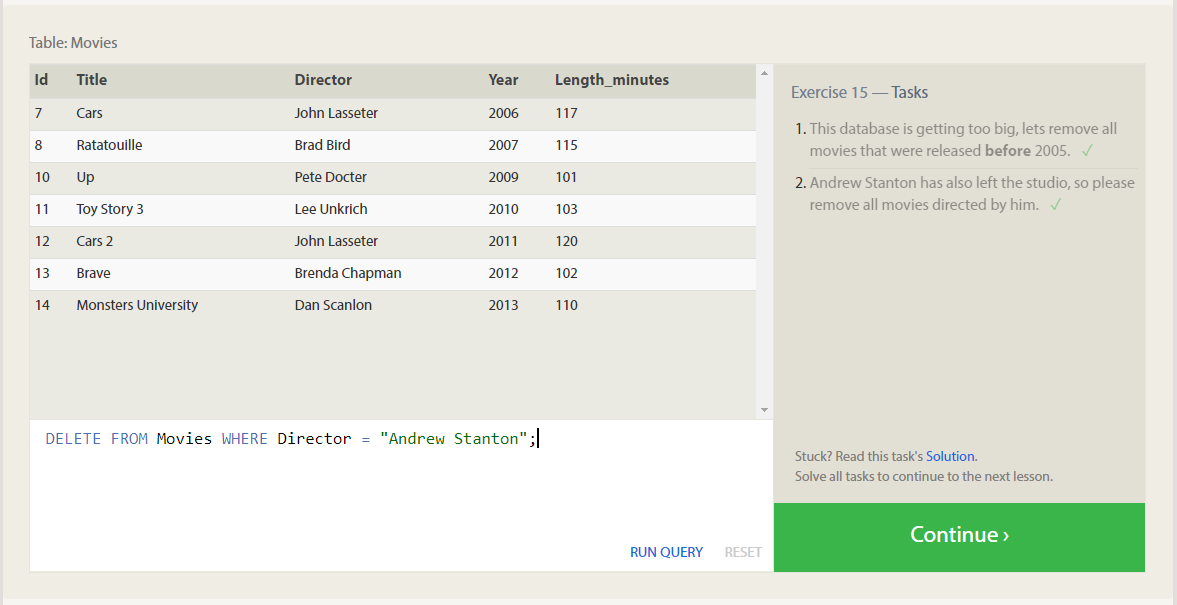 Table: Movies
Id Title Director Year Length_minutes
7 Cars John Lasseter 2006 117
8 Ratatouille Brad Bird 2007 115
10 Up Pete Docter 2009 101
11 Toy Story 3 Lee Unkrich 2010 103
12 Cars 2 John Lasseter 2011 120
13 Brave Brenda Chapman 2012 102
14 Monsters University Dan Scanlon 2013 110
DELETE FROM Movies WHERE Director = "Andrew Stanton";
RUN QUERY RESET
Exercise 15 — Tasks
1. This database is getting too big, lets remove all
movies that were released before 2005. ✓
2. Andrew Stanton has also left the studio, so please
remove all movies directed by him. ✓
Stuck? Read this task's Solution.
Solve all tasks to continue to the next lesson.
Continue ›